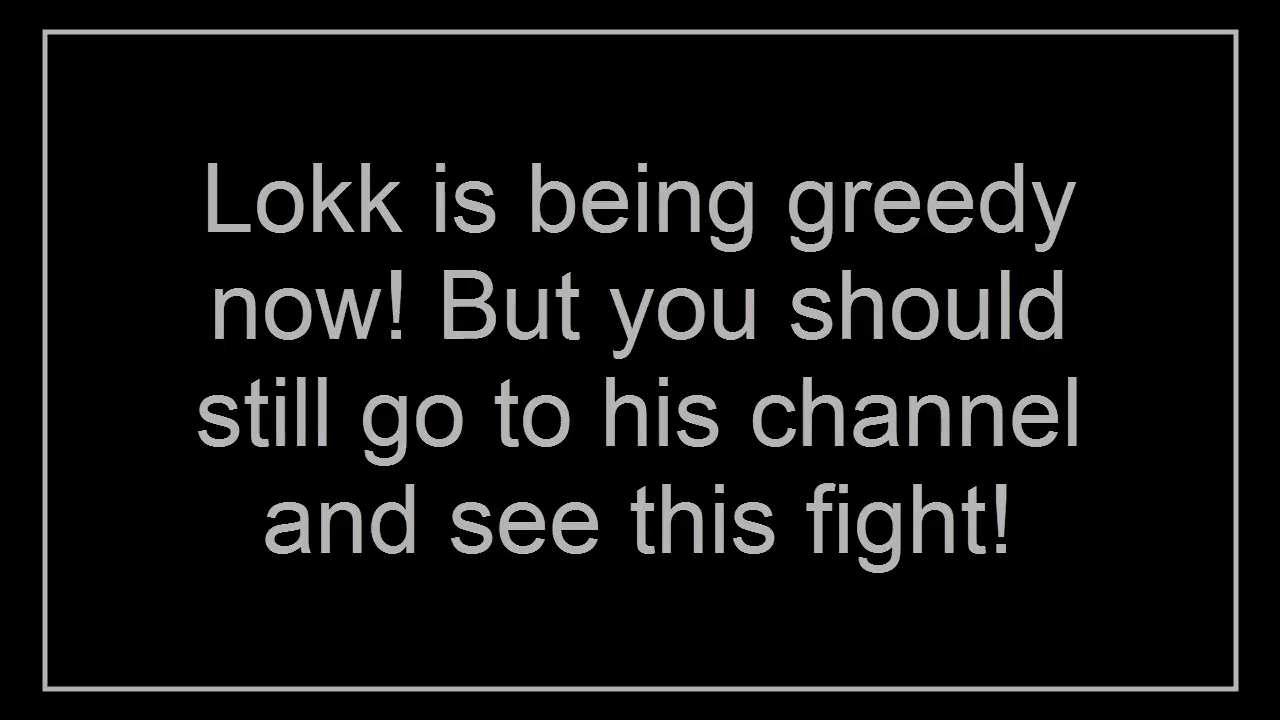 Lokk is being greedy
now! But you should
still go to his channel
and see this fight!